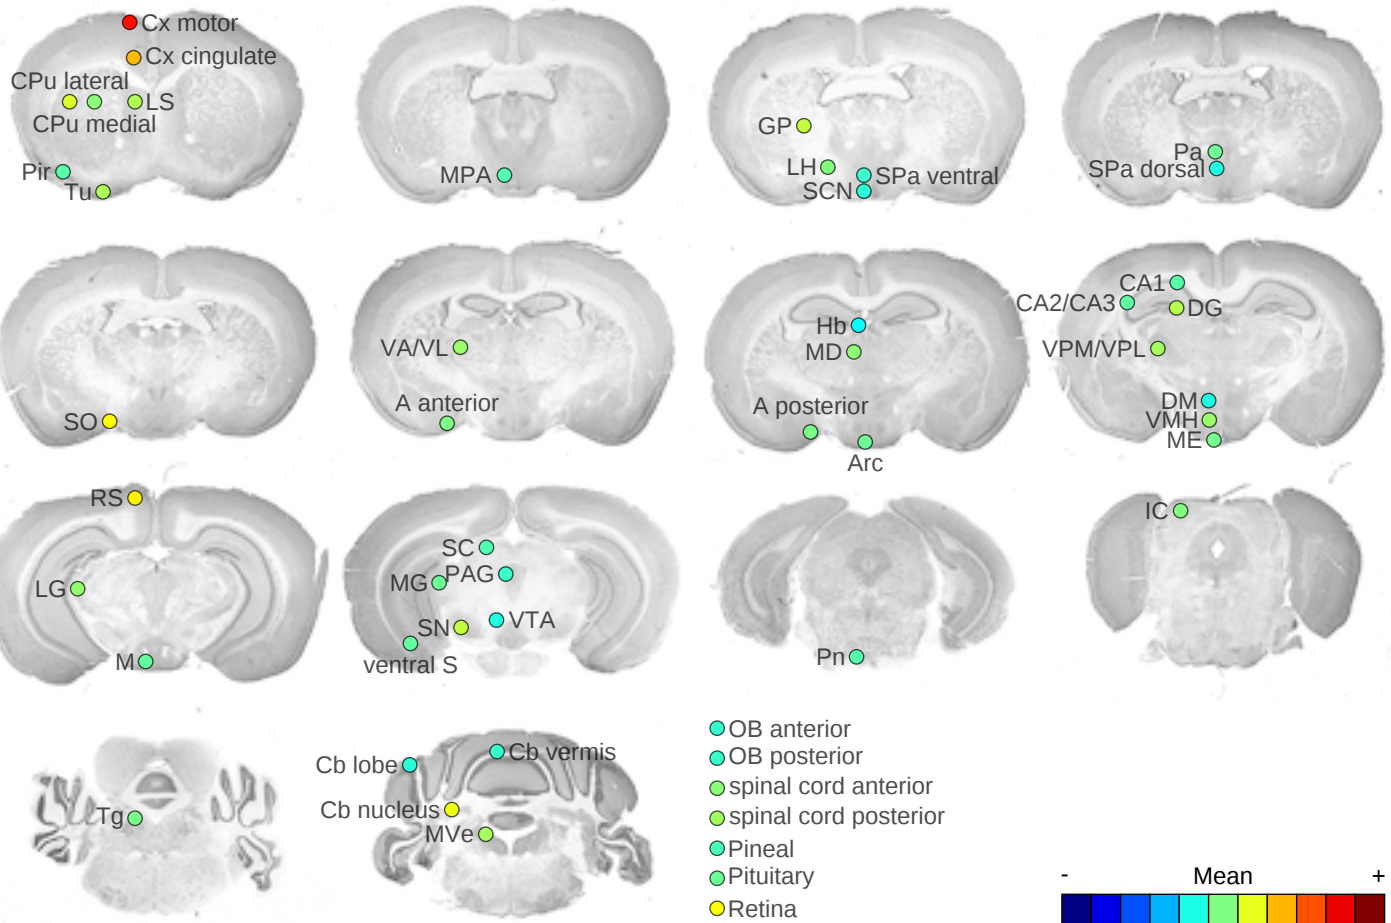 Cx motor
Cx cingulate
CPu lateral
LS
CPu medial
Pir
Tu
MPA
GP
LH
SPa ventral
SCN
Pa
SPa dorsal
SO
VA/VL
A anterior
Hb
MD
A posterior
Arc
CA1
CA2/CA3
DG
VPM/VPL
DM
VMH
ME
RS
LG
M
SC
MG
PAG
SN
VTA
ventral S
Pn
IC
Tg
Cb lobe
Cb vermis
Cb nucleus
MVe
OB anterior
OB posterior
spinal cord anterior
spinal cord posterior
Pineal
Pituitary
Retina
- Mean +